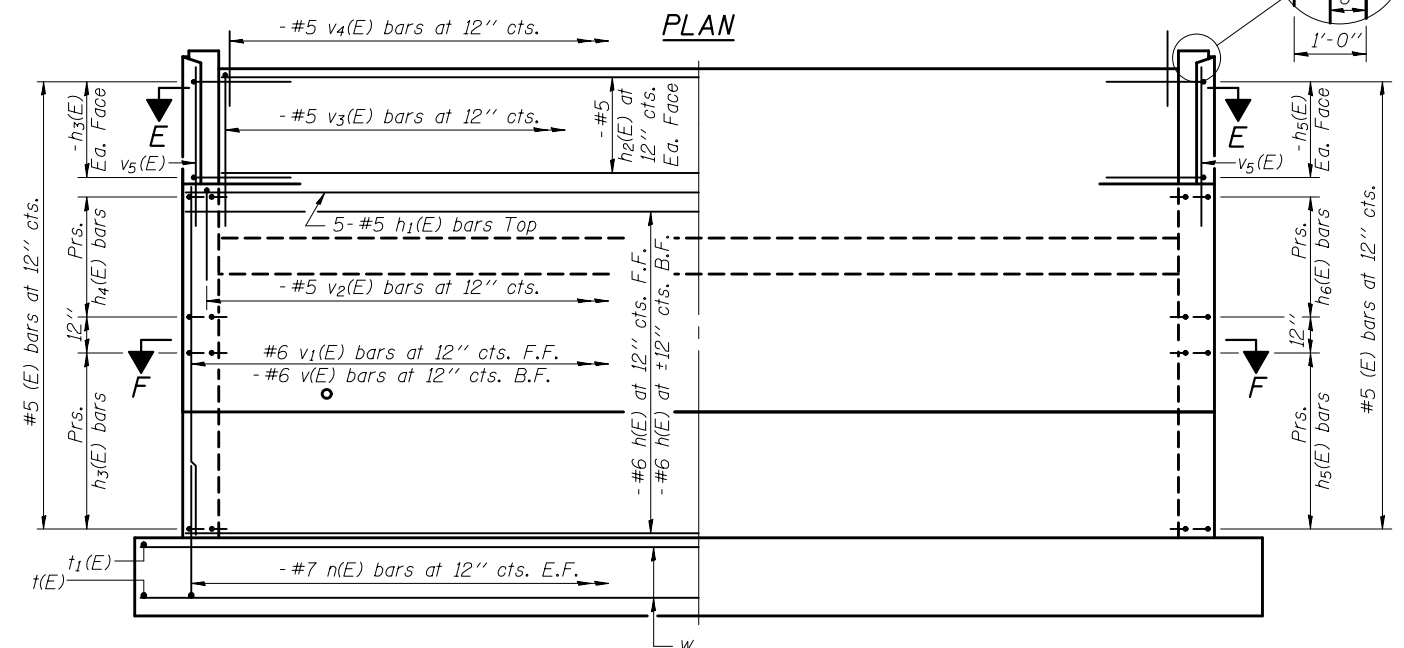 PLAN
-#5 v4(E) bars at 12" cts.
1'-0"
-h3(E)
Ea. Face
E
v5(E)
-#5 v3(E) bars at 12" cts.
-#5
h2(E) at
12" cts.
Ea. Face
E
-h5(E)
Ea. Face
v5(E)
#5 (E) bars at 12" cts.
Prs.
h4(E) bars
5-#5 h1(E) bars Top
-#5 v2(E) bars at 12" cts.
12"
F
#6 v1(E) bars at 12" cts. F.F.
-#6 v(E) bars at 12" cts. B.F.
-#6 h(E) at 12" cts. F.F.
-#6 h(E) at ±12" cts. B.F.
Prs.
h3(E) bars
Prs.
h6(E) bars
12"
F
Prs.
h5(E) bars
#5 (E) bars at 12" cts.
t1(E)
t(E)
-#7 n(E) bars at 12" cts. E.F.
w